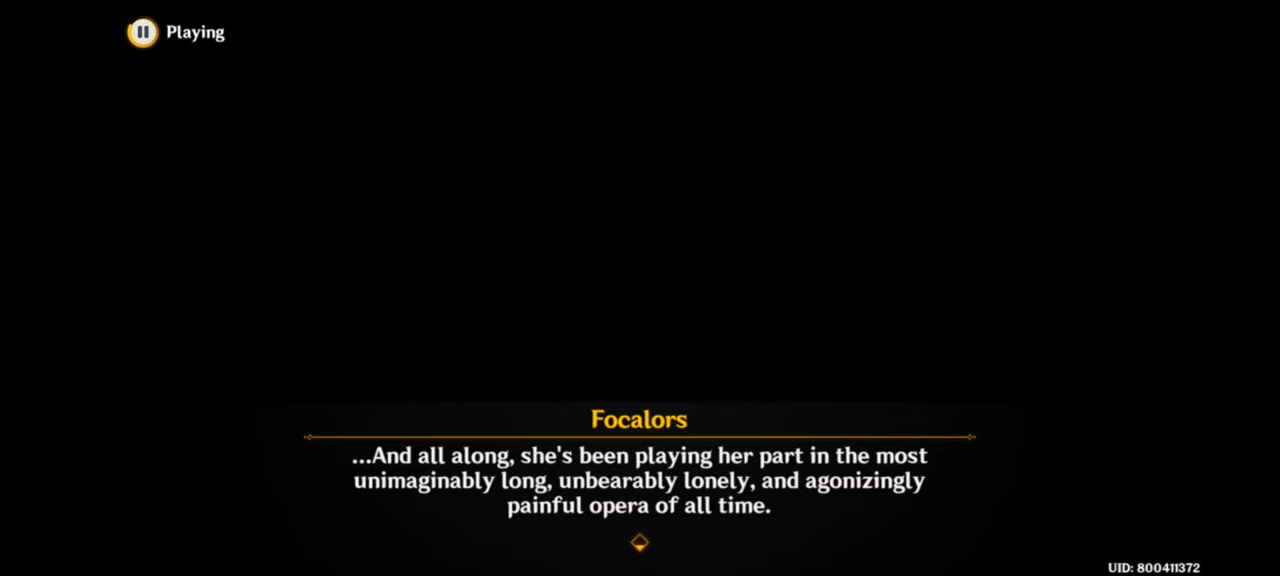 Playing
Focalors
...And all along, she's been playing her part in the most
unimaginably long, unbearably lonely, and agonizingly
painful opera of all time.
UID: 800411372